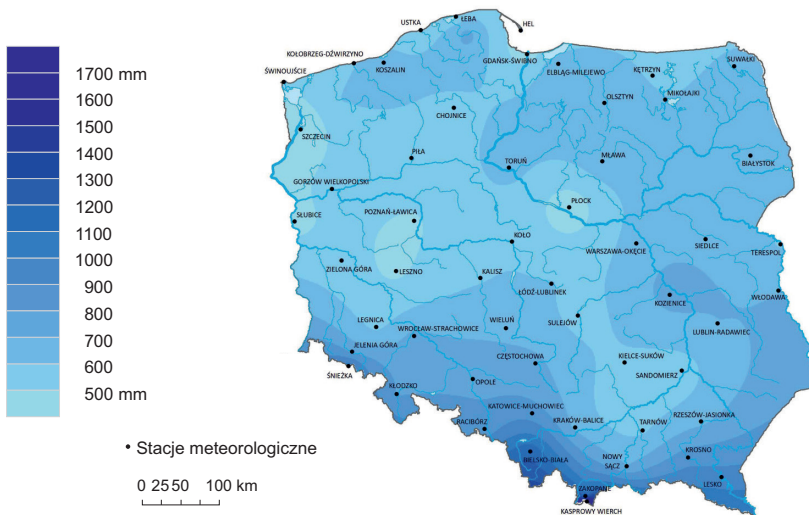 1700 mm
1600
1500
1400
1300
1200
1100
1000
900
800
700
600
500 mm
• Stacje meteorologiczne
0 25 50 100 km
ŁEBA
USTKA
HEL
KOŁOBRZEG-DŹWIRZYNO
KOSZALIN
GDAŃSK-ŚWIBNO
ŚWINOUJŚCIE
ELBLĄG-MILEJEWO
KĘTRZYN
SUWAŁKI
MIKOŁAJKI
OLSZTYN
CHOJNICE
SZCZECIN
PIŁA
TORUŃ
MŁAWA
BIAŁYSTOK
GORZÓW WIELKOPOLSKI
PŁOCK
SŁUBICE
POZNAŃ-ŁAWICA
KOŁO
WARSZAWA-OKĘCIE
SIEDLCE
TERESPOL
ZIELONA GÓRA
LESZNO
KALISZ
ŁÓDŹ-LUBLINEK
KOZIENICE
WŁODAWA
LEGNICA
WROCŁAW-STRACHOWICE
WIELUŃ
SULEJÓW
LUBLIN-RADAWIEC
JELENIA GÓRA
ŚNIEŻKA
CZĘSTOCHOWA
KIELCE-SUKÓW
SANDOMIERZ
KŁODZKO
OPOLE
KATOWICE-MUCHOWIEC
RACIBÓRZ
KRAKÓW-BALICE
TARNÓW
RZESZÓW-JASIONKA
BIELSKO-BIAŁA
NOWY
SĄCZ
KROSNO
LESKO
ZAKOPANE
KASPROWY WIERCH